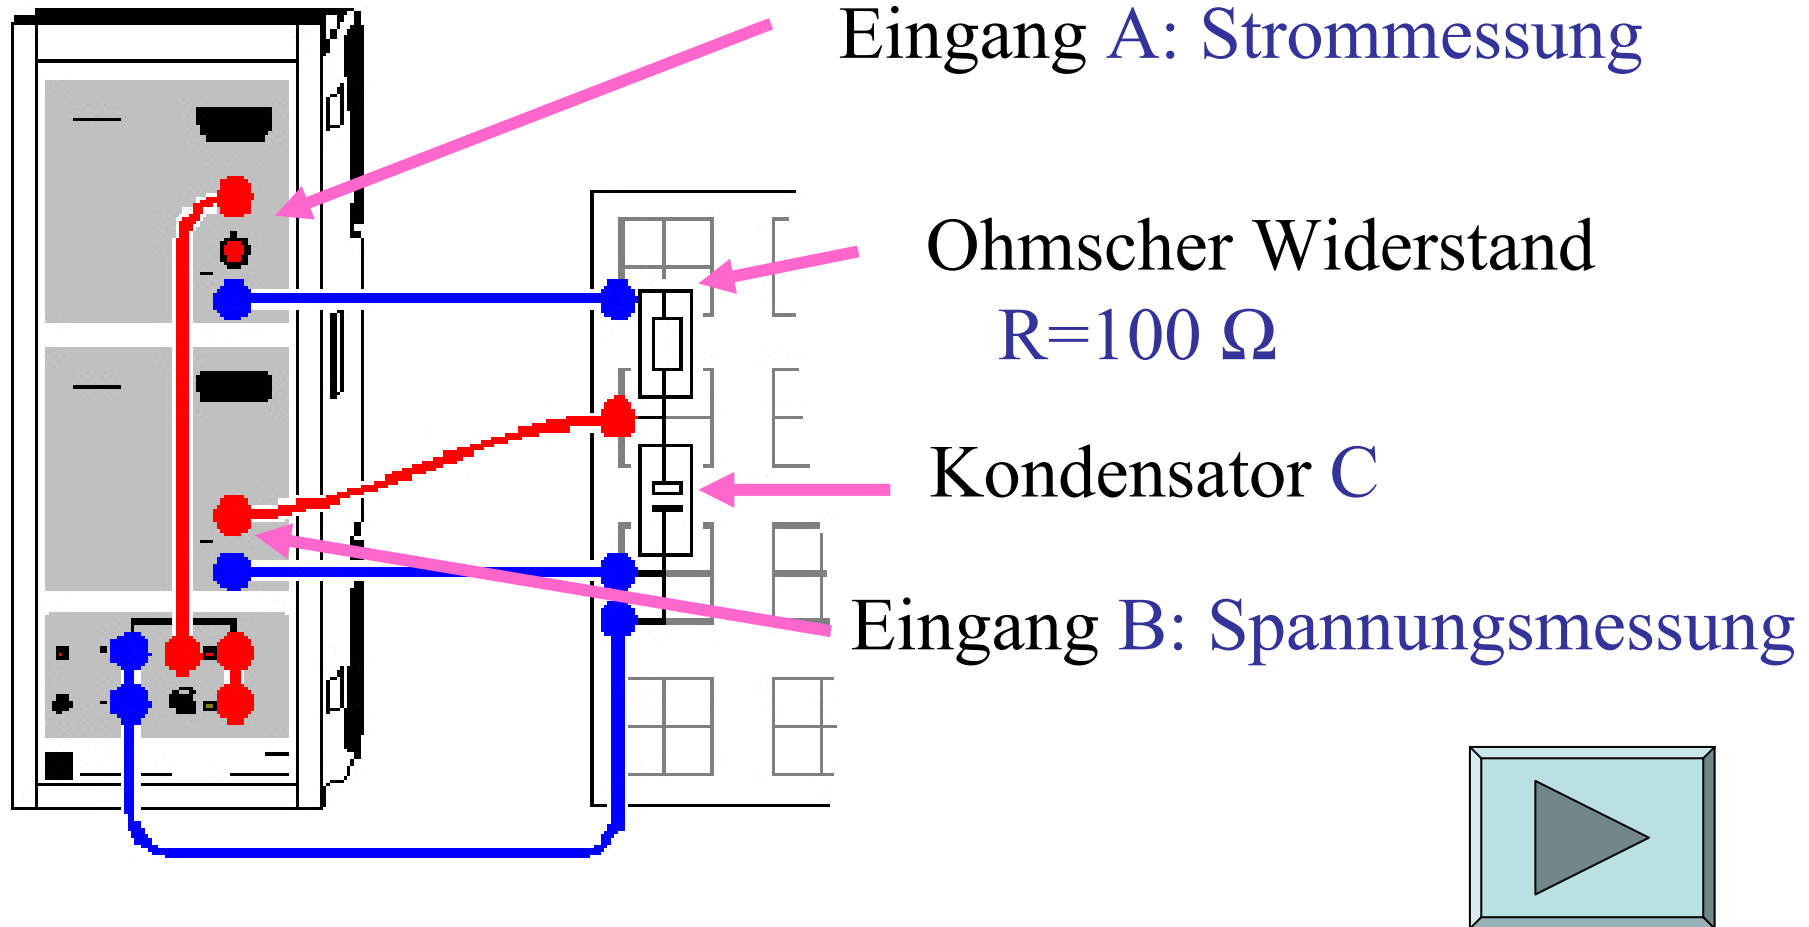 Eingang A: Strommessung
Ohmscher Widerstand
R=100 Ω
Kondensator C
Eingang B: Spannungsmessung